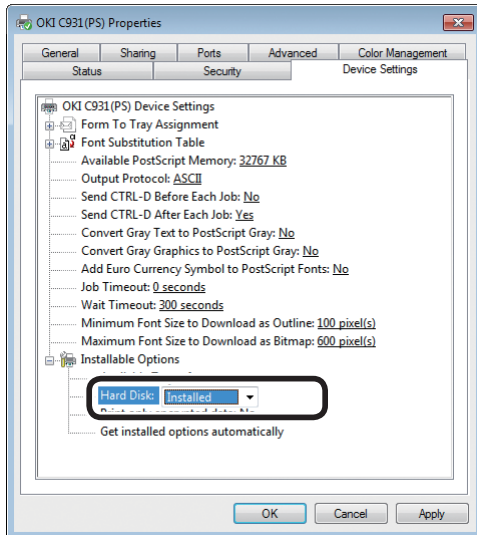 OKI C931(PS) Properties
General Sharing Ports Advanced Color Management
Status Security Device Settings
OKI C931(PS) Device Settings
Form To Tray Assignment
Font Substitution Table
Available PostScript Memory: 32767 KB
Output Protocol: ASCII
Send CTRL-D Before Each Job: No
Send CTRL-D After Each Job: Yes
Convert Gray Text to PostScript Gray: No
Convert Gray Graphics to PostScript Gray: No
Add Euro Currency Symbol to PostScript Fonts: No
Job Timeout: 0 seconds
Wait Timeout: 300 seconds
Minimum Font Size to Download as Outline: 100 pixel(s)
Maximum Font Size to Download as Bitmap: 600 pixel(s)
Installable Options
Hard Disk: Installed
Print only encrypted data: No
Get installed options automatically
OK Cancel Apply